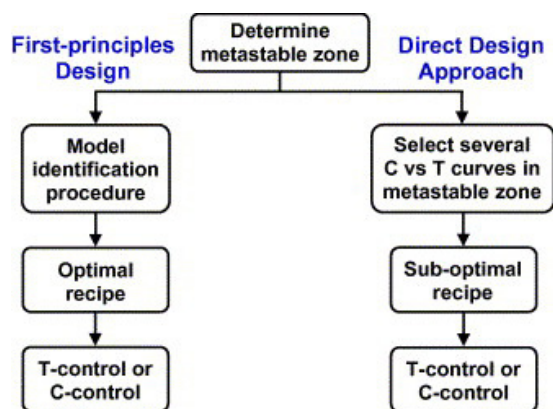 Determine
metastable zone
First-principles
Design
Direct Design
Approach
Model
identification
procedure
Select several
C vs T curves in
metastable zone
Optimal
recipe
Sub-optimal
recipe
T-control or
C-control
T-control or
C-control